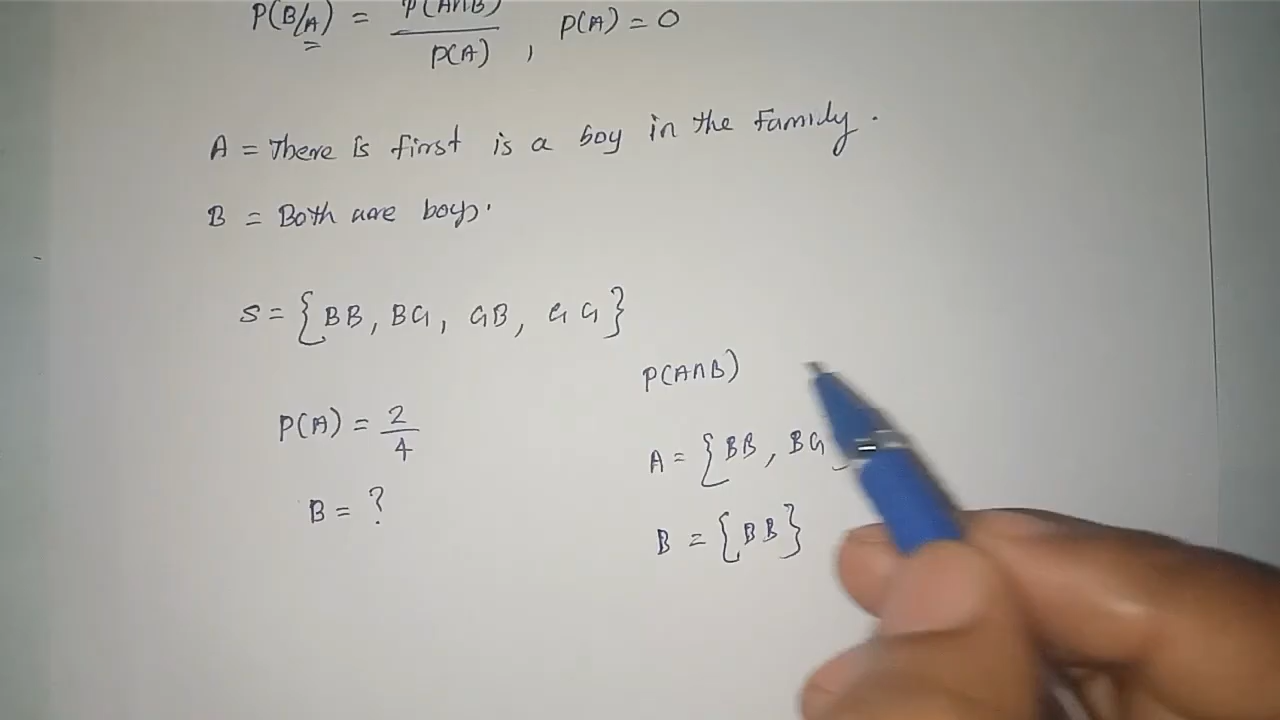 P(B/A) = P(A∩B) / P(A) , P(A) = 0
A = There is first is a boy in the Family.
B = Both are boys.
S = {BB, BG, GB, GG}
P(A∩B)
P(A) = 2/4
A = {BB, BG
B = ?
B = {BB}